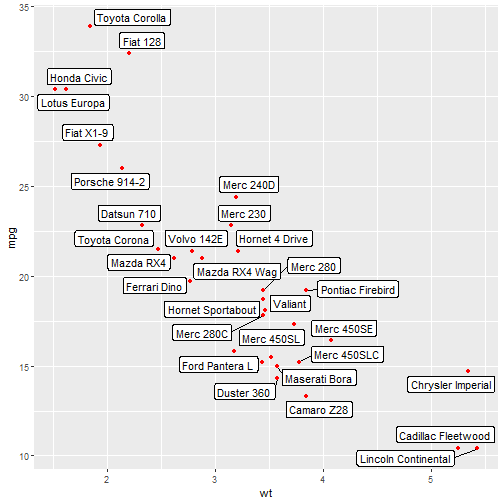 35
Toyota Corolla
Fiat 128
30
Honda Civic
Lotus Europa
Fiat X1-9
Porsche 914-2
25
Merc 240D
Datsun 710
Merc 230
Toyota Corona
Volvo 142E
Hornet 4 Drive
mpg
Mazda RX4
Mazda RX4 Wag
Merc 280
20
Ferrari Dino
Pontiac Firebird
Hornet Sportabout
Valiant
Merc 280C
Merc 450SL
Merc 450SE
Ford Pantera L
Merc 450SLC
15
Maserati Bora
Duster 360
Chrysler Imperial
Camaro Z28
Cadillac Fleetwood
Lincoln Continental
10
2 3 4 5
wt